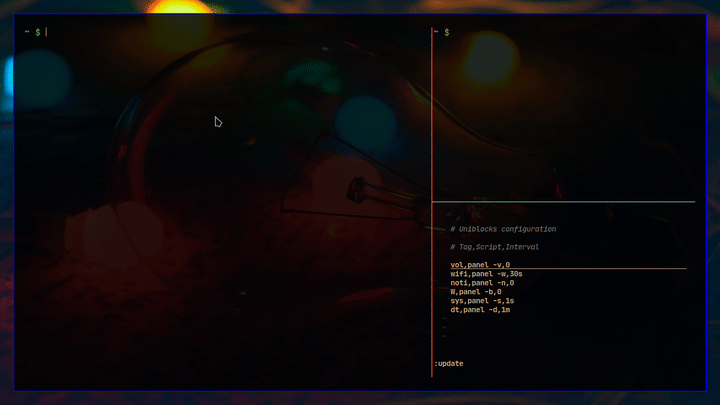 ~ $
~ $
# Uniblocks configuration
# Tag,Script,Interval
vol,panel -v,0
wifi,panel -w,30s
noti,panel -n,0
W,panel -b,0
sys,panel -s,1s
dt,panel -d,1m
~
~
~
:update